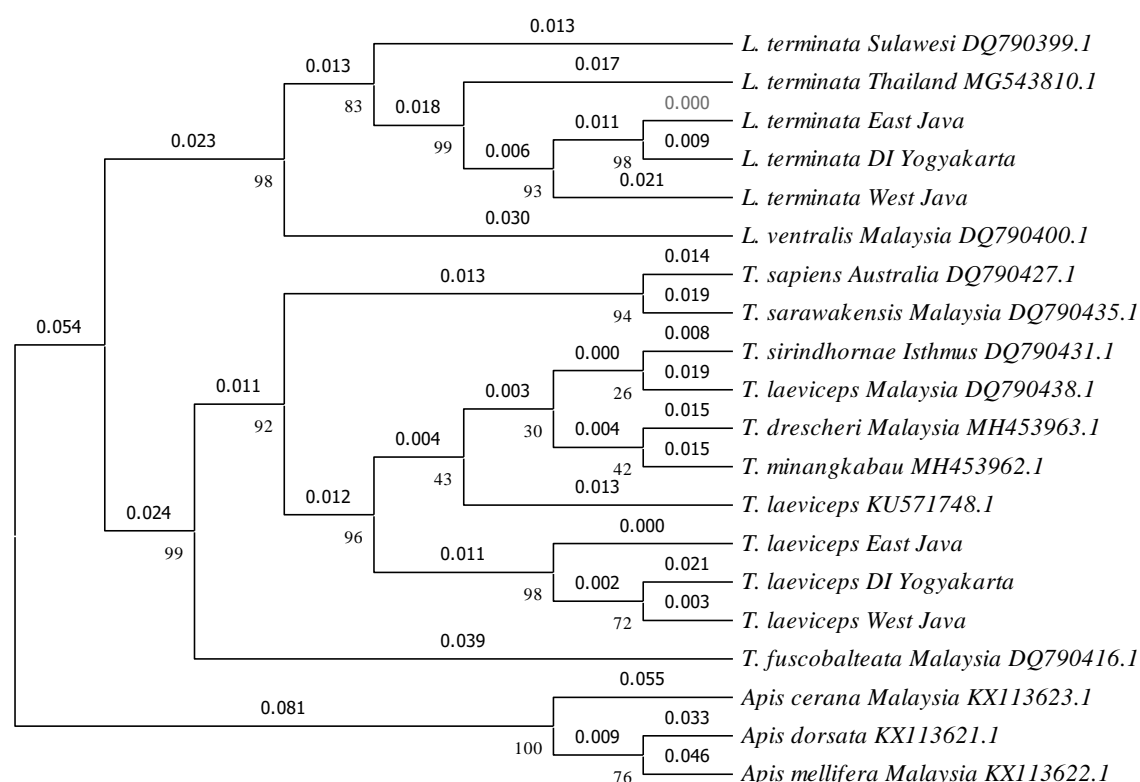 0.013
L. terminata Sulawesi DQ790399.1
0.013
0.017
L. terminata Thailand MG543810.1
83
0.018
0.000
L. terminata East Java
0.011
0.009
99
0.006
98
L. terminata DI Yogyakarta
0.023
0.021
93
L. terminata West Java
98
0.030
L. ventralis Malaysia DQ790400.1
0.014
L. sapiens Australia DQ790427.1
0.013
0.019
94
T. sarawakensis Malaysia DQ790435.1
0.054
0.008
0.000
T. sirindhornae Isthmus DQ790431.1
0.019
0.011
0.003
26
T. laeviceps Malaysia DQ790438.1
0.015
92
30
0.004
T. drescheri Malaysia MH453963.1
0.004
0.015
43
42
T. minangkabau MH453962.1
0.013
0.012
T. laeviceps KU571748.1
0.024
96
0.000
99
0.011
T. laeviceps East Java
0.021
98
0.002
T. laeviceps DI Yogyakarta
0.003
72
T. laeviceps West Java
0.039
T. fuscobalteata Malaysia DQ790416.1
0.055
0.081
Apis cerana Malaysia KX113623.1
0.033
100
0.009
Apis dorsata KX113621.1
0.046
76
Apis mellifera Malaysia KX113622.1